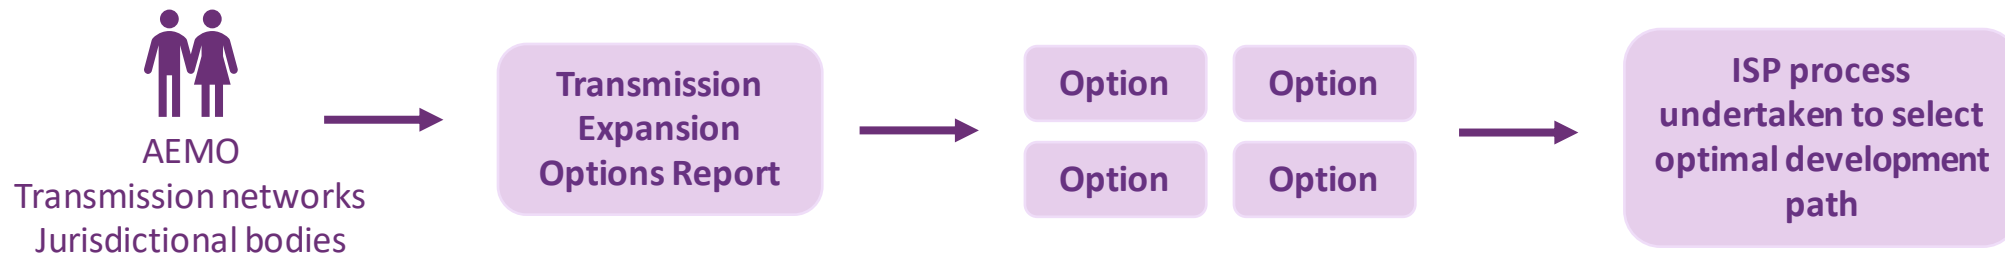 AEMO
Transmission networks
Jurisdictional bodies
Transmission
Expansion
Options Report
Option
Option
Option
Option
ISP process
undertaken to select
optimal development
path